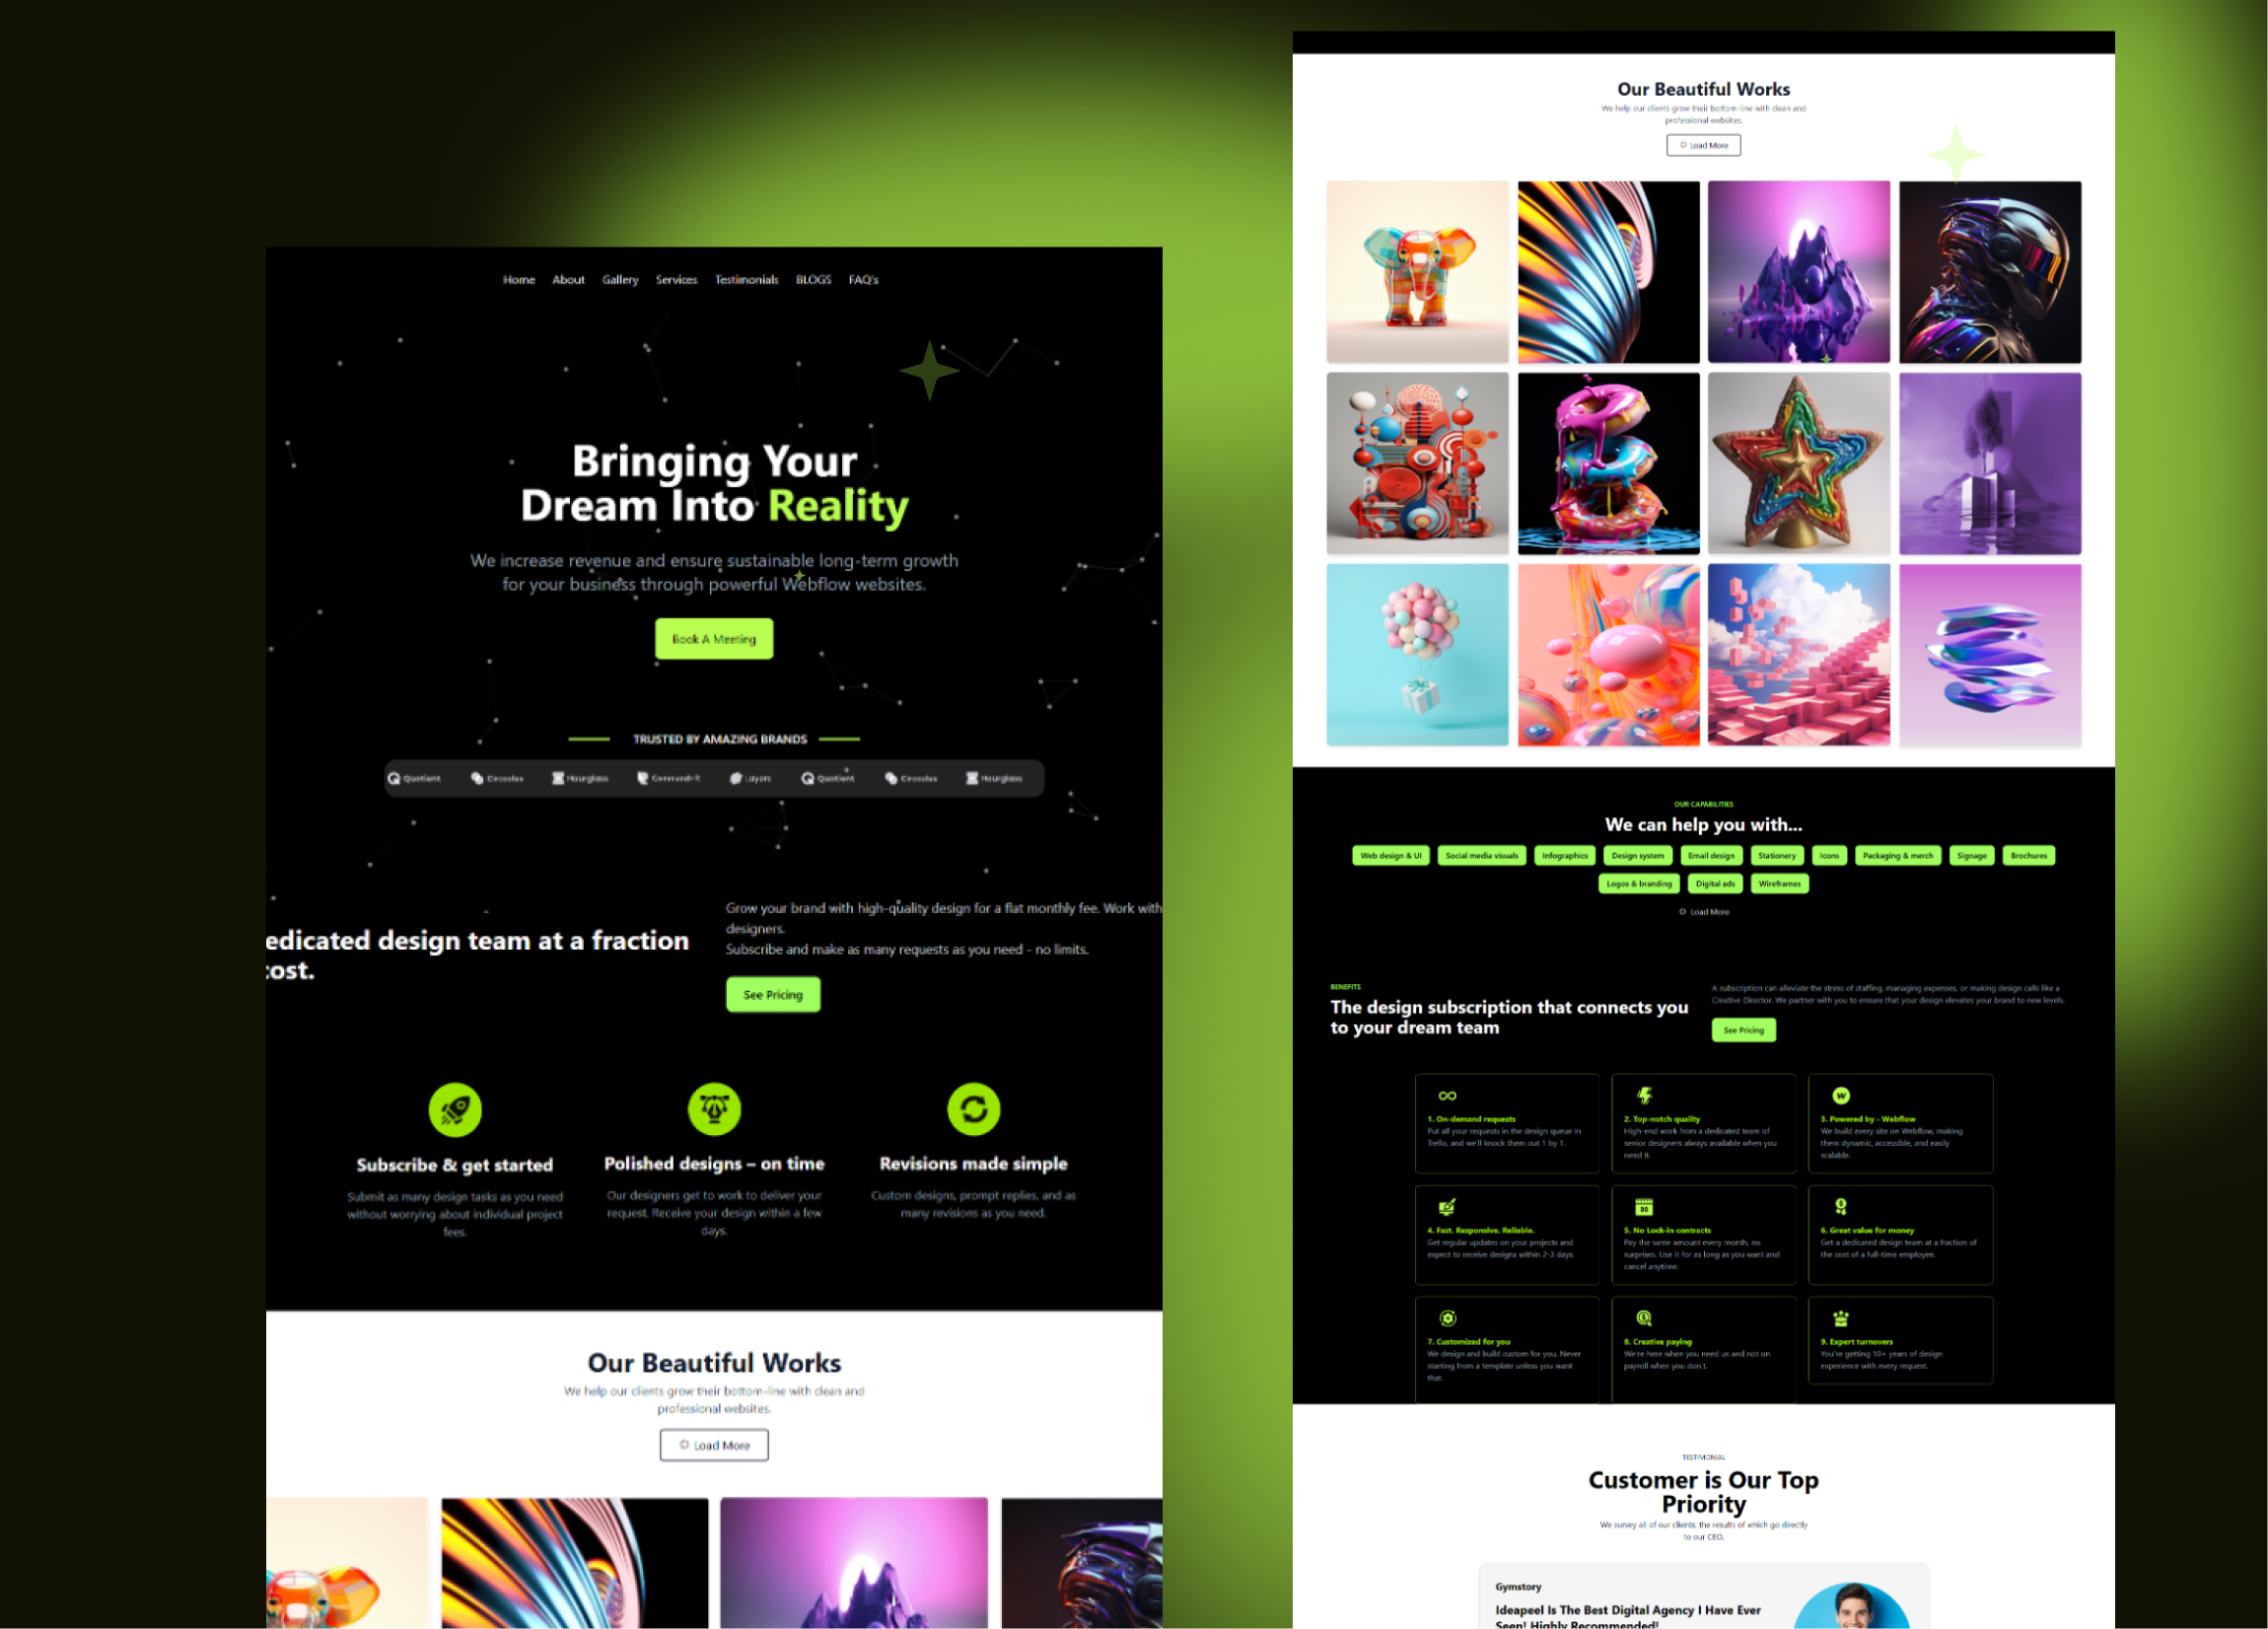 Home About Gallery Services Testimonials BLOGS FAQ's
Bringing Your
Dream Into Reality
We increase revenue and ensure sustainable long-term growth
for your business through powerful Webflow websites.
Book A Meeting
TRUSTED BY AMAZING BRANDS
Quotient Circooles Hourglass Command+R Layers Quotient Circooles Hourglass
edicated design team at a fraction
cost.
Grow your brand with high-quality design for a flat monthly fee. Work with
designers.
Subscribe and make as many requests as you need - no limits.
See Pricing
Subscribe & get started
Submit as many design tasks as you need
without worrying about individual project
fees.
Polished designs – on time
Our designers get to work to deliver your
request. Receive your design within a few
days.
Revisions made simple
Custom designs, prompt replies, and as
many revisions as you need.
Our Beautiful Works
We help our clients grow their bottom-line with clean and
professional websites.
Load More
Our Beautiful Works
We help our clients grow their bottom-line with clean and
professional websites.
Load More
OUR CAPABILITIES
We can help you with...
Web design & UI Social media visuals Infographics Design system Email design Stationery Icons Packaging & merch Signage Brochures
Logos & branding Digital ads Wireframes
Load More
BENEFITS
The design subscription that connects you
to your dream team
A subscription can alleviate the stress of staffing, managing expenses, or making design calls like a
Creative Director. We partner with you to ensure that your design elevates your brand to new levels.
See Pricing
1. On-demand requests
Put all your requests in the design queue in
Trello, and we'll knock them out 1 by 1.
2. Top-notch quality
High-end work from a dedicated team of
senior designers always available when you
need it.
W
3. Powered by - Webflow
We build every site on Webflow, making
them dynamic, accessible, and easily
scalable.
4. Fast. Responsive. Reliable.
Get regular updates on your projects and
expect to receive designs within 2-3 days.
30
5. No Lock-in contracts
Pay the same amount every month, no
surprises. Use it for as long as you want and
cancel anytime.
6. Great value for money
Get a dedicated design team at a fraction of
the cost of a full-time employee.
7. Customized for you
We design and build custom for you. Never
starting from a template unless you want
that.
8. Creative paying
We're here when you need us and not on
payroll when you don't.
9. Expert turnovers
You're getting 10+ years of design
experience with every request.
TESTIMONIAL
Customer is Our Top
Priority
We survey all of our clients, the results of which go directly
to our CEO.
Gymstory
Ideapeel Is The Best Digital Agency I Have Ever
Seen! Highly Recommended!